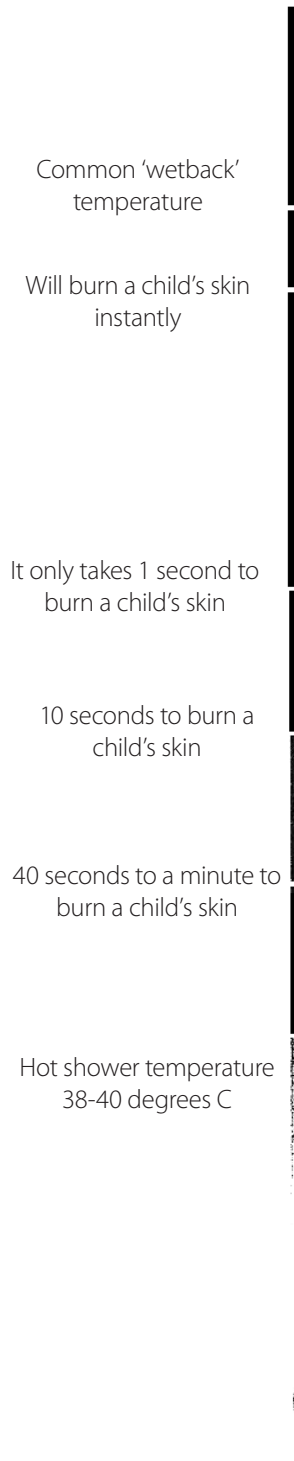 Common ‘wetback’
temperature
Will burn a child’s skin
instantly
It only takes 1 second to
burn a child’s skin
10 seconds to burn a
child’s skin
40 seconds to a minute to
burn a child’s skin
Hot shower temperature
38-40 degrees C